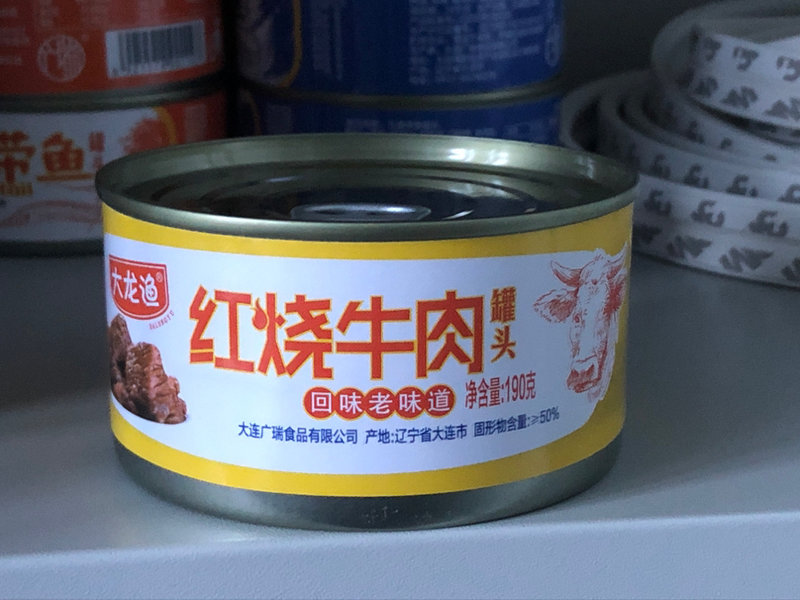 带鱼
大龙渔®
DALONGYU
红烧牛肉罐头
回味老味道 净含量:190克
大连广瑞食品有限公司 产地:辽宁省大连市 固形物含量:≥50%